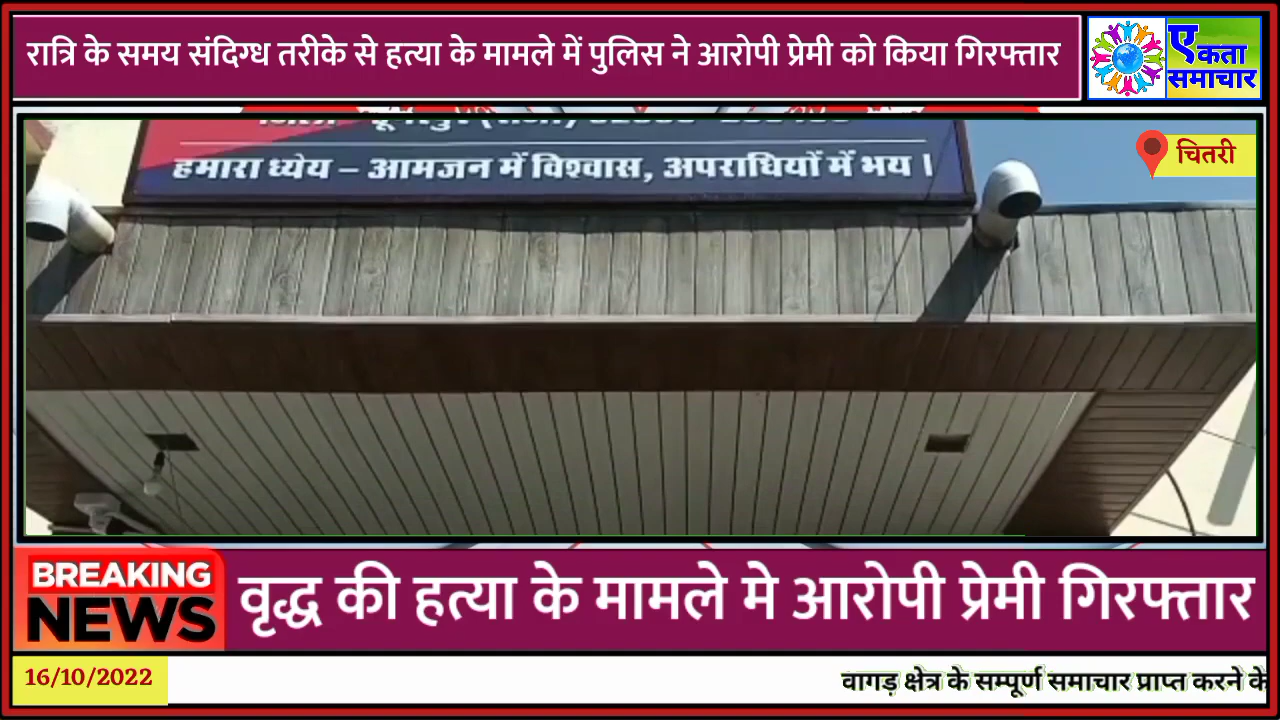 रात्रि के समय संदिग्ध तरीके से हत्या के मामले में पुलिस ने आरोपी प्रेमी को किया गिरफ्तार
एकता
समाचार
चितरी
हमारा ध्येय – आमजन में विश्वास, अपराधियों में भय ।
BREAKING
NEWS
वृद्ध की हत्या के मामले मे आरोपी प्रेमी गिरफ्तार
16/10/2022
वागड़ क्षेत्र के सम्पूर्ण समाचार प्राप्त करने के